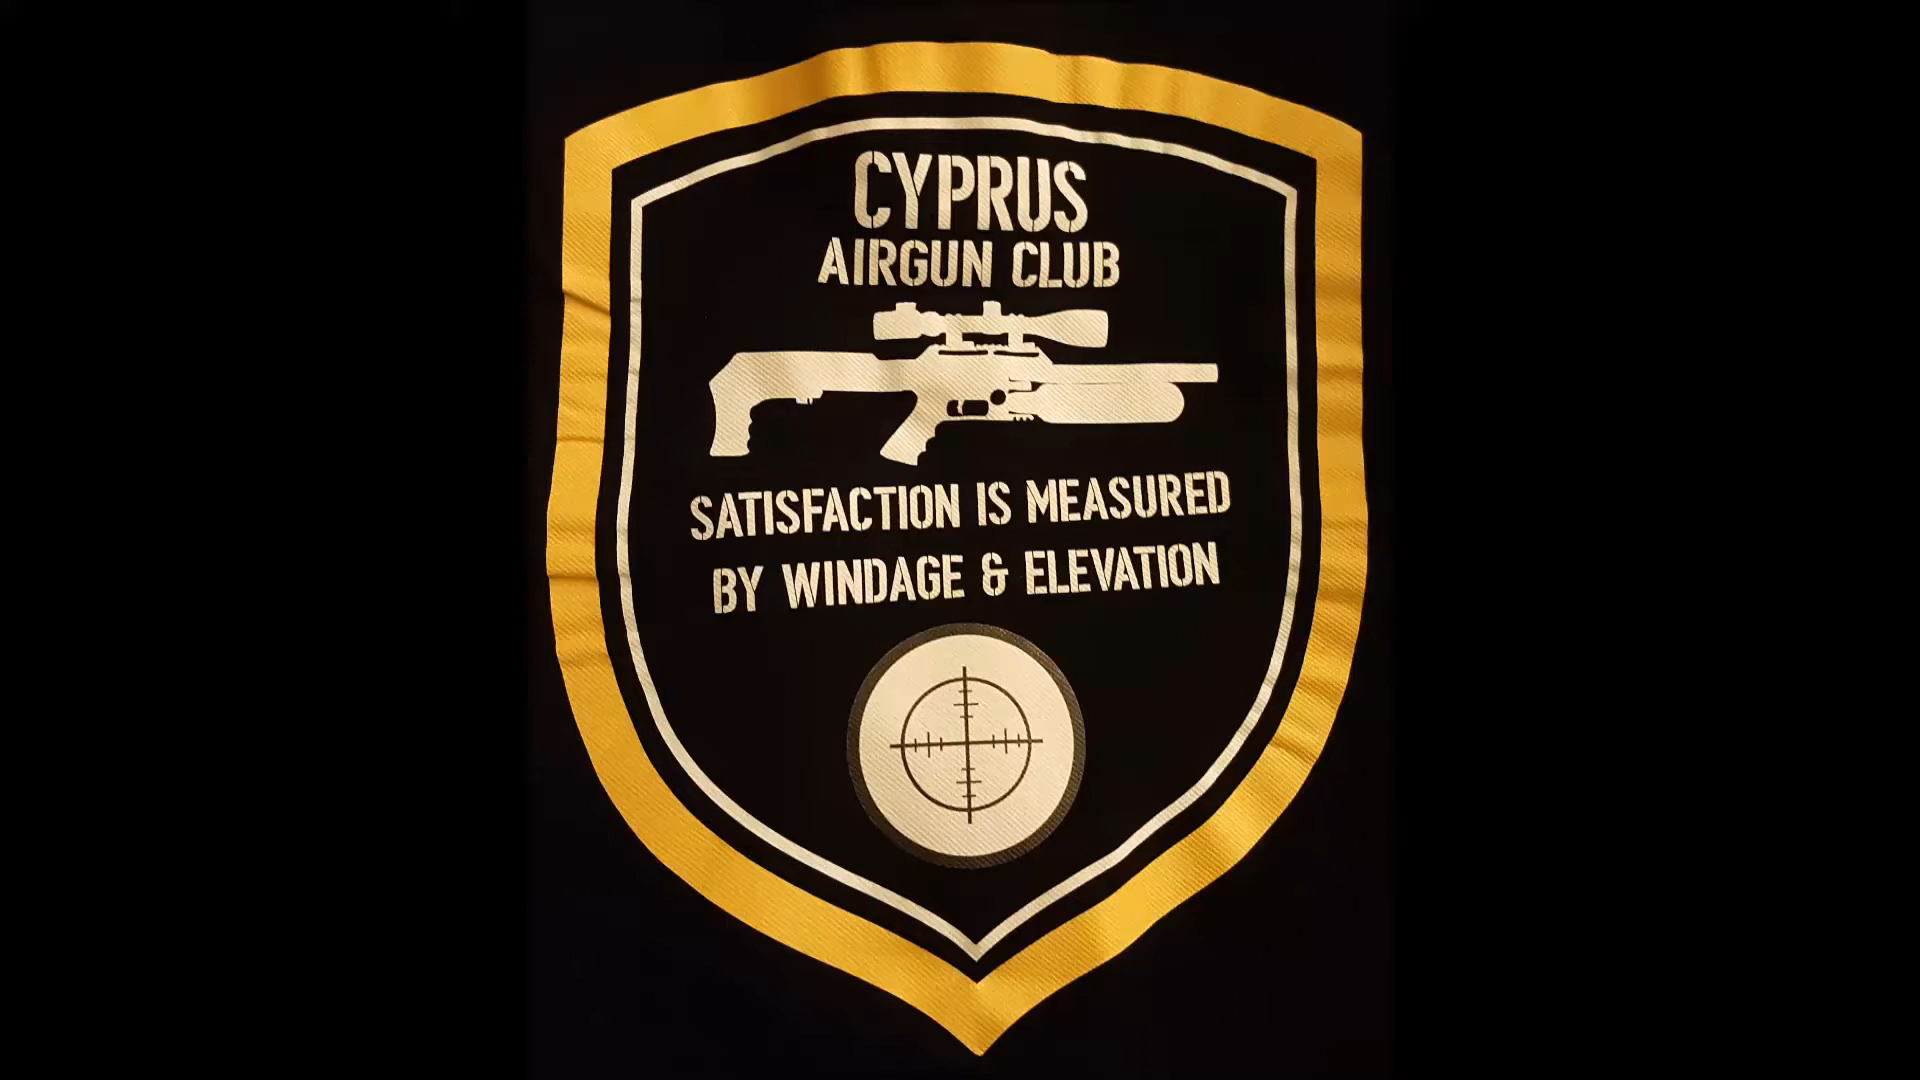 CYPRUS
AIRGUN CLUB
SATISFACTION IS MEASURED
BY WINDAGE & ELEVATION